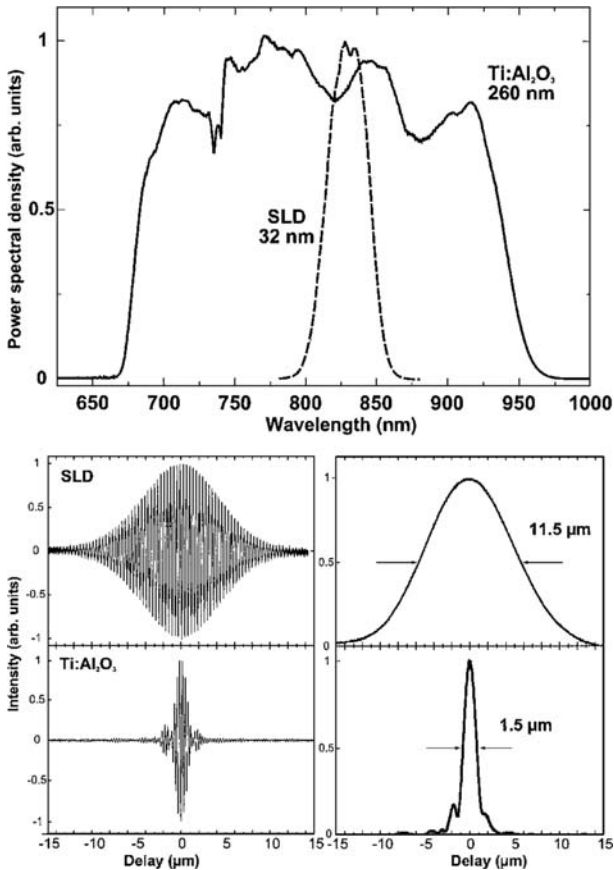 1
Ti:Al₂O₃
260 nm
SLD
32 nm
0.5
0
Power spectral density (arb. units)
650 700 750 800 850 900 950 1000
Wavelength (nm)
SLD
1
0.5
0
-0.5
-1
11.5 µm
1
0.5
0
Ti:Al₂O₃
1
0.5
0
-0.5
-1
1.5 µm
1
0.5
0
Intensity (arb. units)
-15 -10 -5 0 5 10 15
Delay (µm)
-15 -10 -5 0 5 10 15
Delay (µm)